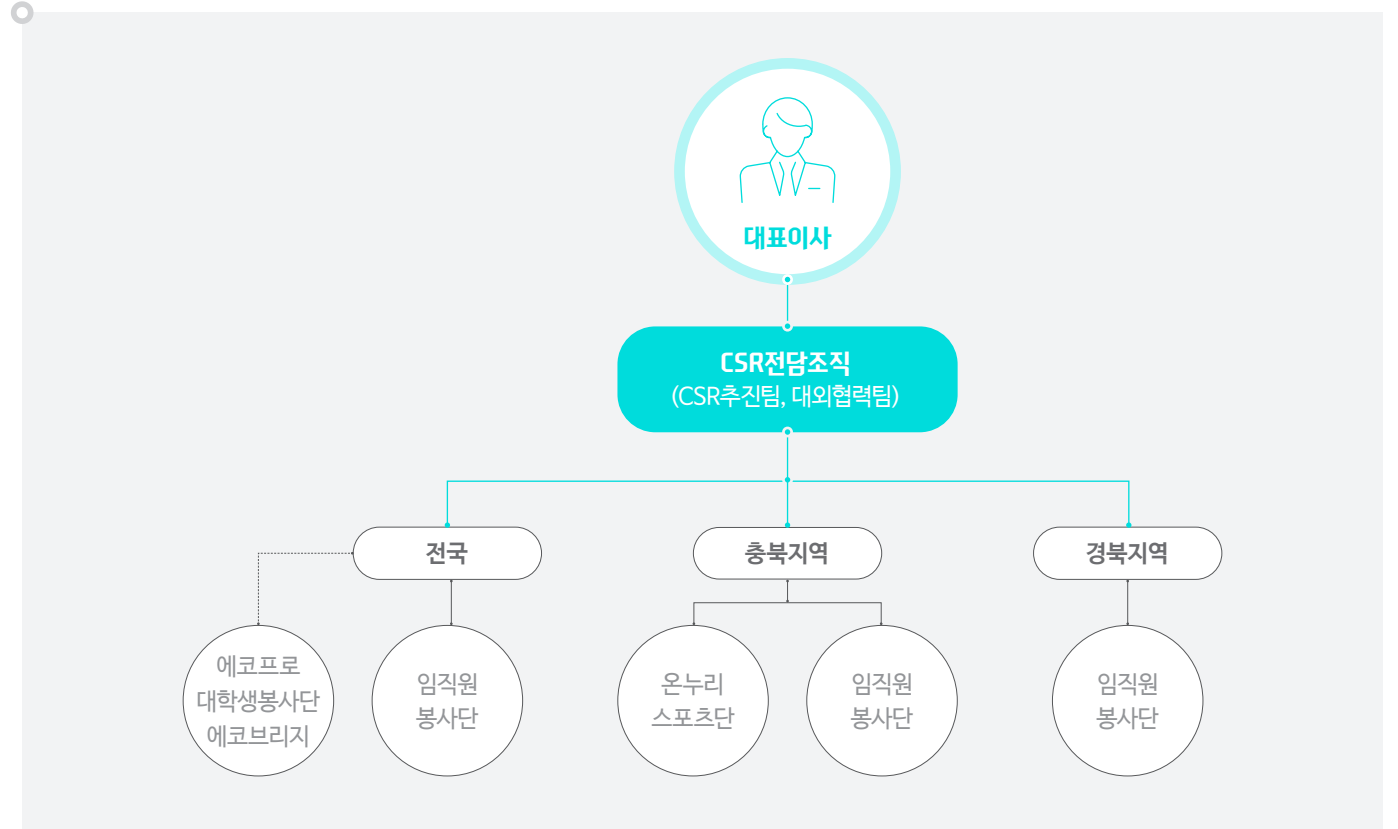 대표이사
CSR전담조직
(CSR추진팀, 대외협력팀)
전국
충북지역
경북지역
에코프로
대학생봉사단
에코브리지
임직원
봉사단
온누리
스포츠단
임직원
봉사단
임직원
봉사단